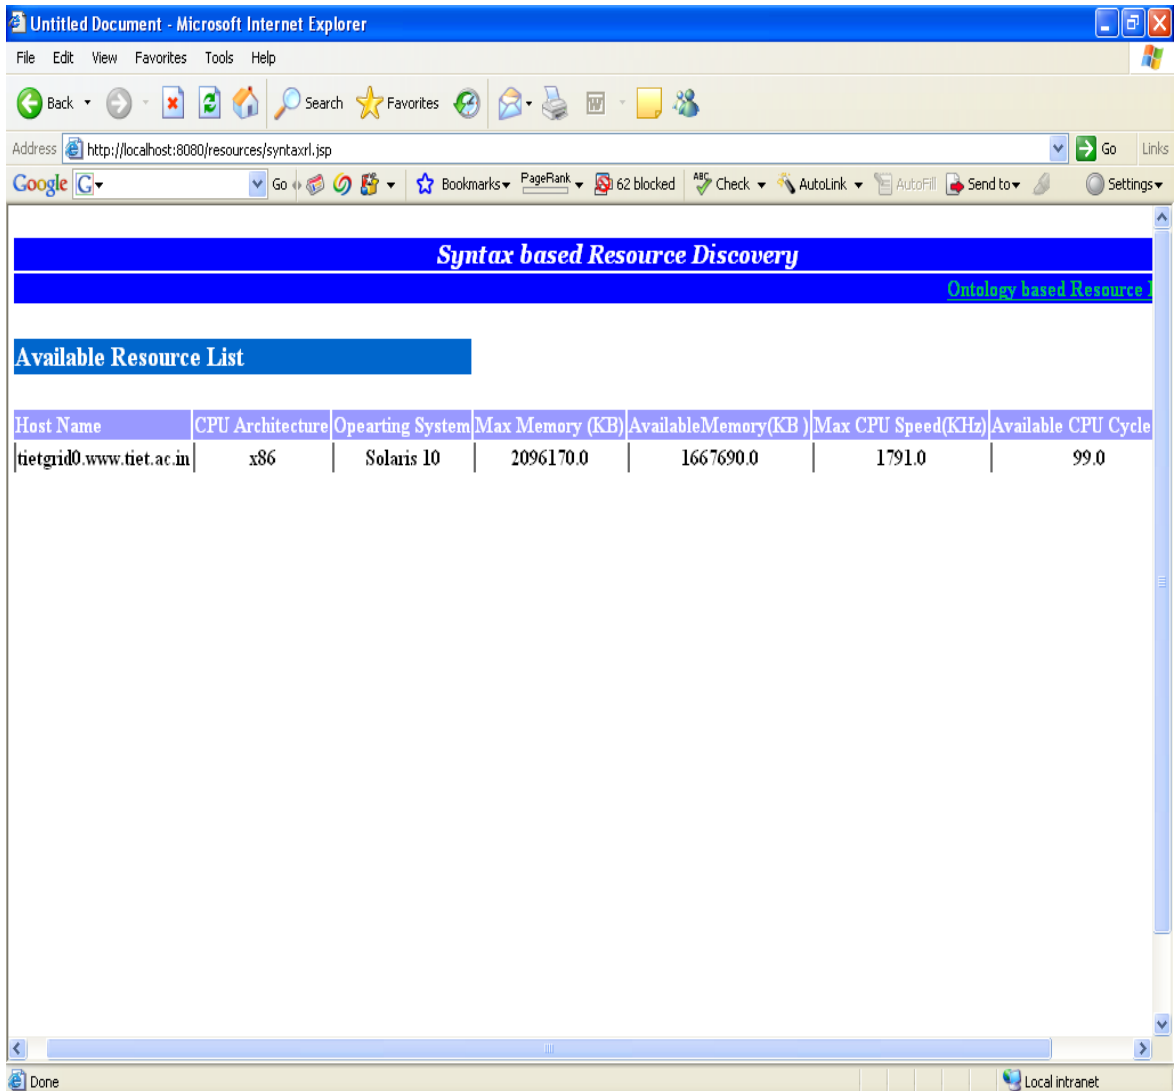 Untitled Document - Microsoft Internet Explorer
File Edit View Favorites Tools Help
Back Search Favorites
Address http://localhost:8080/resources/syntaxrl.jsp Go Links
Google G Go Bookmarks PageRank 62 blocked ABC Check AutoLink AutoFill Send to Settings
Syntax based Resource Discovery
Ontology based Resource
Available Resource List
Host Name CPU Architecture Opearting System Max Memory (KB) AvailableMemory(KB ) Max CPU Speed(KHz) Available CPU Cycle
tietgrid0.www.tiet.ac.in x86 Solaris 10 2096170.0 1667690.0 1791.0 99.0
Done Local intranet